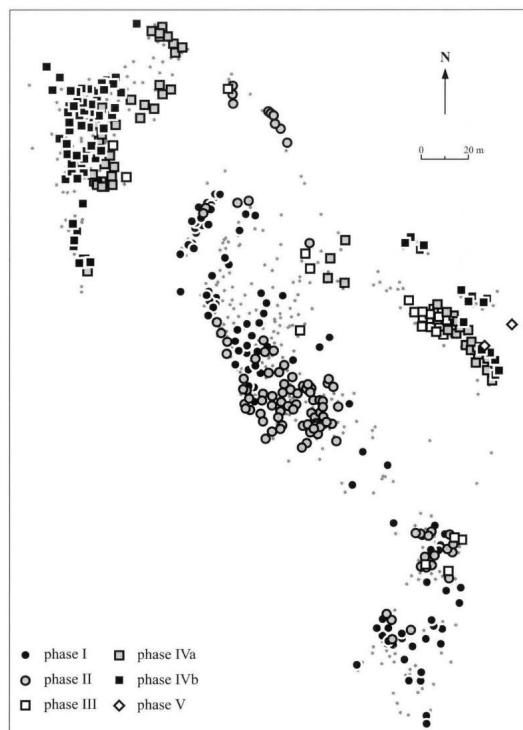 N
0 20 m
phase I phase IVa
phase II phase IVb
phase III phase V